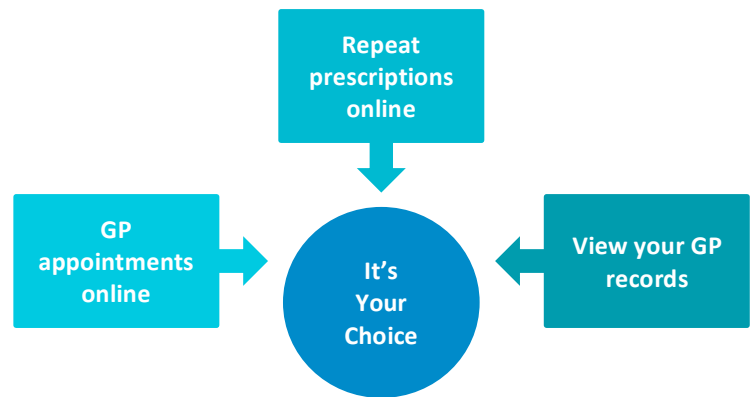 Repeat
prescriptions
online
GP
appointments
online
It’s
Your
Choice
View your GP
records